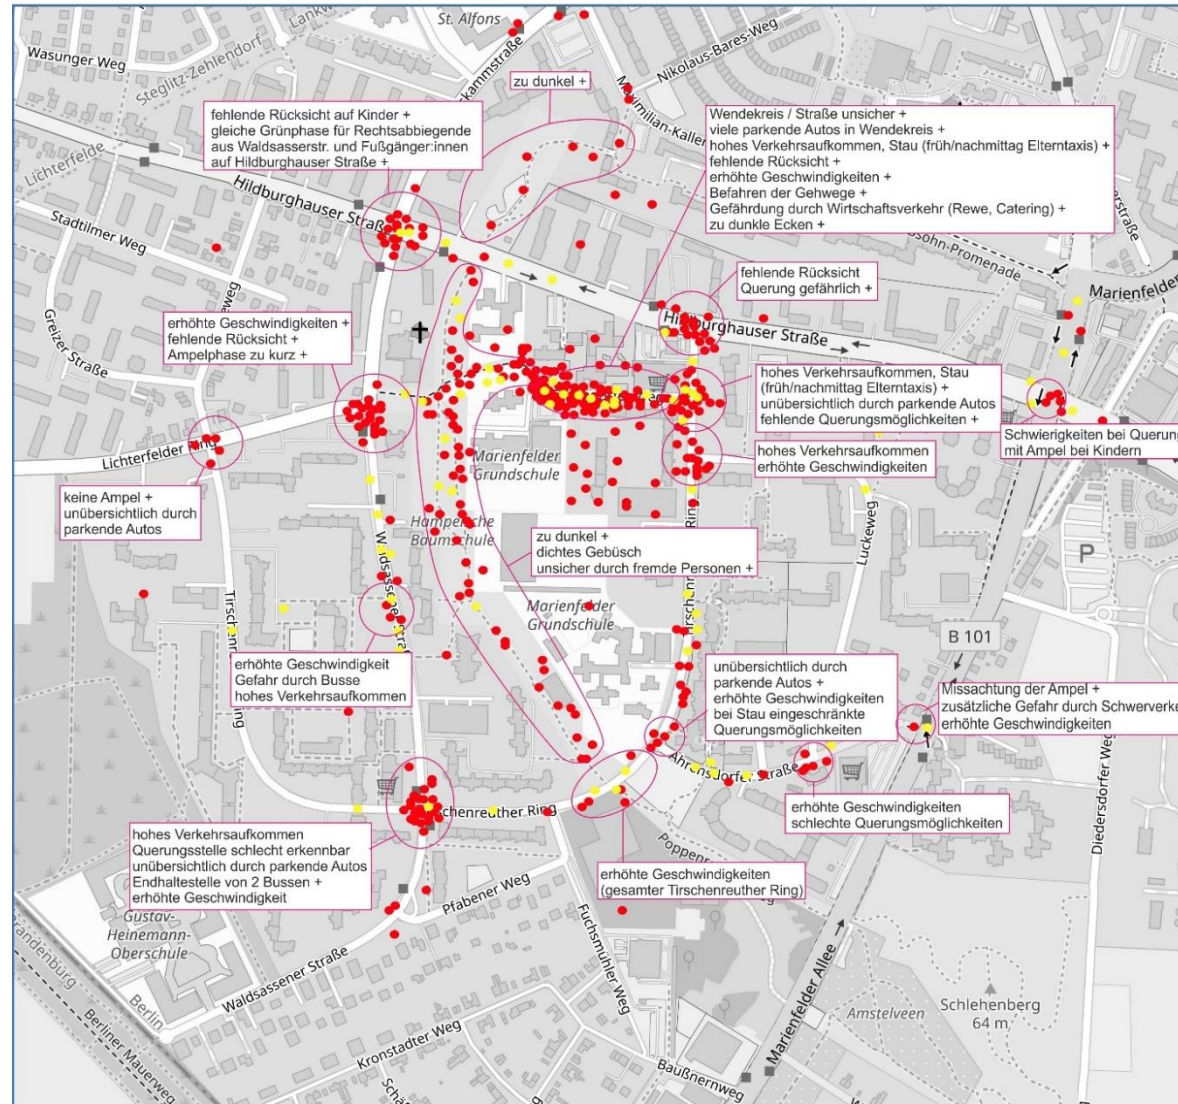 St. Alfons
Nikolaus-Bares-Weg
Wasunger Weg
Steglitz-Zehlendorf
zu dunkel +
fehlende Rücksicht auf Kinder +
gleiche Grünphase für Rechtsabbiegende
aus Waldsasserstr. und Fußgänger:innen
auf Hildburghauser Straße +
Wendekreis / Straße unsicher +
viele parkende Autos in Wendekreis +
hohes Verkehrsaufkommen, Stau (früh/nachmittag Elterntaxis) +
fehlende Rücksicht +
erhöhte Geschwindigkeiten +
Befahren der Gehwege +
Gefährdung durch Wirtschaftsverkehr (Rewe, Catering) +
zu dunkle Ecken +
Lichterfelde
Hildburghauser Straß
Stadtilmer Weg
Marienfelder
fehlende Rücksicht
Querung gefährlich +
Hildburghauser Straße
Greizer Straße
erhöhte Geschwindigkeiten +
fehlende Rücksicht +
Ampelphase zu kurz +
hohes Verkehrsaufkommen, Stau
(früh/nachmittag Elterntaxis) +
unübersichtlich durch parkende Autos
fehlende Querungsmöglichkeiten +
Schwierigkeiten bei Querung
mit Ampel bei Kindern
Lichterfelder Ring
Marienfelder
Grundschule
hohes Verkehrsaufkommen
erhöhte Geschwindigkeiten
keine Ampel +
unübersichtlich durch
parkende Autos
Hampelsche
Baumschule
Ring
Luckeweg
P
zu dunkel +
dichtes Gebüsch
unsicher durch fremde Personen +
Marienfelder
Grundschule
B 101
erhöhte Geschwindigkeit
Gefahr durch Busse
hohes Verkehrsaufkommen
unübersichtlich durch
parkende Autos +
erhöhte Geschwindigkeiten
bei Stau eingeschränkte
Querungsmöglichkeiten
Missachtung der Ampel +
zusätzliche Gefahr durch Schwerverke
erhöhte Geschwindigkeiten
Ahrensdorfer Straße
Diedersdorfer Weg
erhöhte Geschwindigkeiten
schlechte Querungsmöglichkeiten
chenreuther Ring
hohes Verkehrsaufkommen
Querungsstelle schlecht erkennbar
unübersichtlich durch parkende Autos
Endhaltestelle von 2 Bussen +
erhöhte Geschwindigkeit
erhöhte Geschwindigkeiten
(gesamter Tirschenreuther Ring)
Pfabener Weg
Fuchsmühler Weg
Gustav-
Heinemann-
Oberschule
Waldsassener Straße
Brandenburg
Berlin
Berliner Mauerweg
Kronstadter Weg
Baußnernweg
Marienfelder Allee
Amstelveen
Schlehenberg
64 m